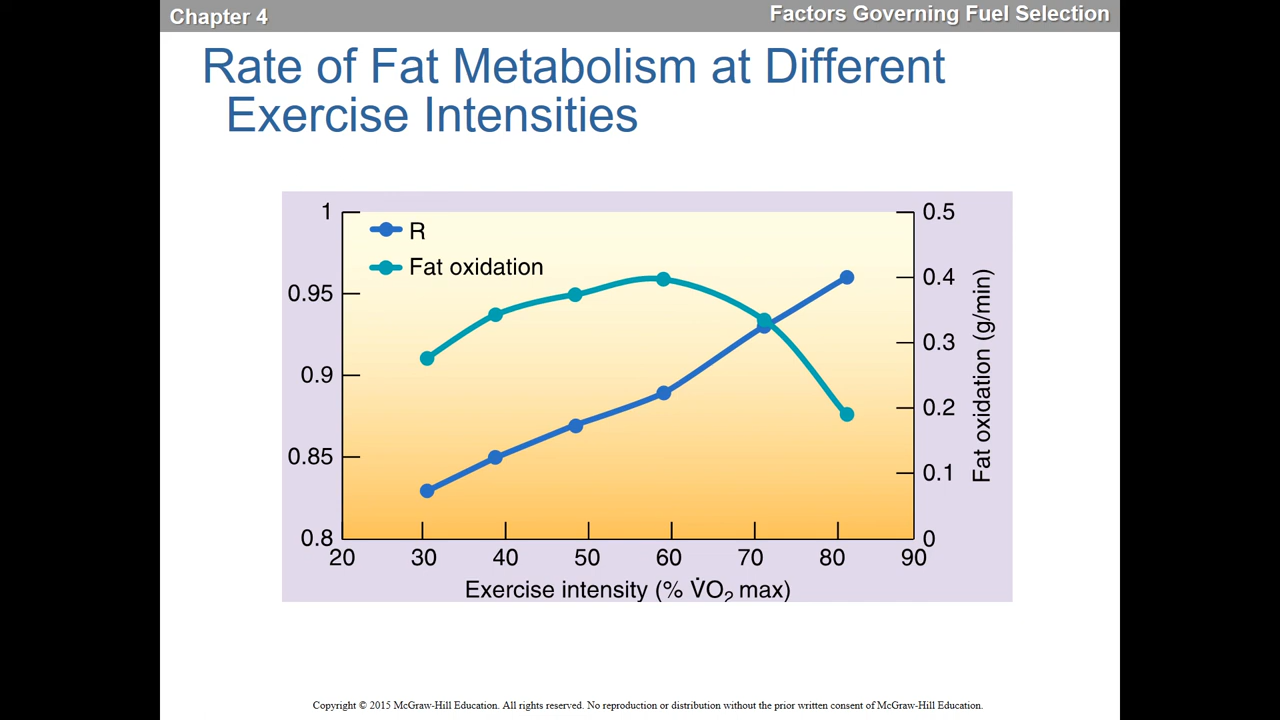 Chapter 4
Factors Governing Fuel Selection
Rate of Fat Metabolism at Different
Exercise Intensities
R
Fat oxidation
1
0.95
0.9
0.85
0.8
0.5
0.4
0.3
0.2
0.1
0
Fat oxidation (g/min)
20 30 40 50 60 70 80 90
Exercise intensity (% V̇O₂ max)
Copyright © 2015 McGraw-Hill Education. All rights reserved. No reproduction or distribution without the prior written consent of McGraw-Hill Education.